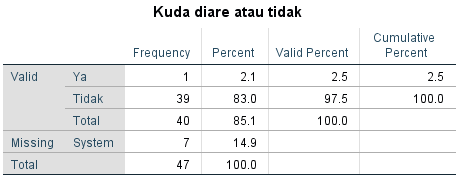 Kuda diare atau tidak
Frequency Percent Valid Percent Cumulative Percent
Valid Ya 1 2.1 2.5 2.5
Tidak 39 83.0 97.5 100.0
Total 40 85.1 100.0
Missing System 7 14.9
Total 47 100.0